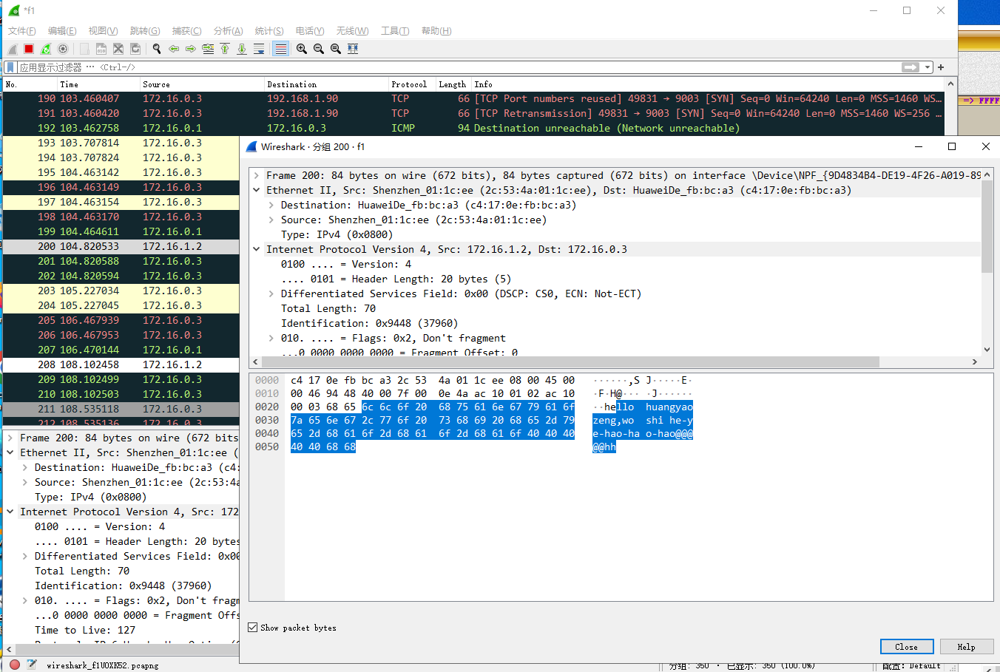 *f1
文件(F) 编辑(E) 视图(V) 跳转(G) 捕获(C) 分析(A) 统计(S) 电话(Y) 无线(W) 工具(T) 帮助(H)
应用显示过滤器 … <Ctrl-/>
No. Time Source Destination Protocol Length Info
190 103.460407 172.16.0.3 192.168.1.90 TCP 66 [TCP Port numbers reused] 49831 → 9003 [SYN] Seq=0 Win=64240 Len=0 MSS=1460 WS…
191 103.460420 172.16.0.3 192.168.1.90 TCP 66 [TCP Retransmission] 49831 → 9003 [SYN] Seq=0 Win=64240 Len=0 MSS=1460 WS=256 …
192 103.462758 172.16.0.1 172.16.0.3 ICMP 94 Destination unreachable (Network unreachable)
193 103.707814 172.16.0.3
194 103.707824 172.16.0.3
195 104.463142 172.16.0.3
196 104.463149 172.16.0.3
197 104.463154 172.16.0.3
198 104.463170 172.16.0.3
199 104.464611 172.16.0.1
200 104.820533 172.16.1.2
201 104.820588 172.16.0.3
202 104.820594 172.16.0.3
203 105.227034 172.16.0.3
204 105.227045 172.16.0.3
205 106.467939 172.16.0.3
206 106.467953 172.16.0.3
207 106.470144 172.16.0.1
208 108.102458 172.16.1.2
209 108.102499 172.16.0.3
210 108.102503 172.16.0.3
211 108.535118 172.16.0.3
212 108.535136 172.16.0.3
Frame 200: 84 bytes on wire (672 bits)
Ethernet II, Src: Shenzhen_01:1c:ee (
Destination: HuaweiDe_fb:bc:a3 (c4:
Source: Shenzhen_01:1c:ee (2c:53:4a
Type: IPv4 (0x0800)
Internet Protocol Version 4, Src: 172
0100 .... = Version: 4
.... 0101 = Header Length: 20 bytes
Differentiated Services Field: 0x00
Total Length: 70
Identification: 0x9448 (37960)
010. .... = Flags: 0x2, Don't fragm
...0 0000 0000 0000 = Fragment Offs
Time to Live: 127
wireshark_f1U0XK52.pcapng
分组: 350 · 已显示: 350 (100.0%)
配置: Default
=> FFFF
Wireshark · 分组 200 · f1
Frame 200: 84 bytes on wire (672 bits), 84 bytes captured (672 bits) on interface \Device\NPF_{9D4834B4-DE19-4F26-A019-89
Ethernet II, Src: Shenzhen_01:1c:ee (2c:53:4a:01:1c:ee), Dst: HuaweiDe_fb:bc:a3 (c4:17:0e:fb:bc:a3)
Destination: HuaweiDe_fb:bc:a3 (c4:17:0e:fb:bc:a3)
Source: Shenzhen_01:1c:ee (2c:53:4a:01:1c:ee)
Type: IPv4 (0x0800)
Internet Protocol Version 4, Src: 172.16.1.2, Dst: 172.16.0.3
0100 .... = Version: 4
.... 0101 = Header Length: 20 bytes (5)
Differentiated Services Field: 0x00 (DSCP: CS0, ECN: Not-ECT)
Total Length: 70
Identification: 0x9448 (37960)
010. .... = Flags: 0x2, Don't fragment
...0 0000 0000 0000 = Fragment Offset: 0
0000 c4 17 0e fb bc a3 2c 53 4a 01 1c ee 08 00 45 00 ······,S J·····E·
0010 00 46 94 48 40 00 7f 00 0e 4a ac 10 01 02 ac 10 ·F·H@··· ·J······
0020 00 03 68 65 6c 6c 6f 20 68 75 61 6e 67 79 61 6f ··hello huangyao
0030 7a 65 6e 67 2c 77 6f 20 73 68 69 20 68 65 2d 79 zeng,wo shi he-y
0040 65 2d 68 61 6f 2d 68 61 6f 2d 68 61 6f 40 40 40 e-hao-ha o-hao@@@
0050 40 40 68 68 @@hh
Show packet bytes
Close Help